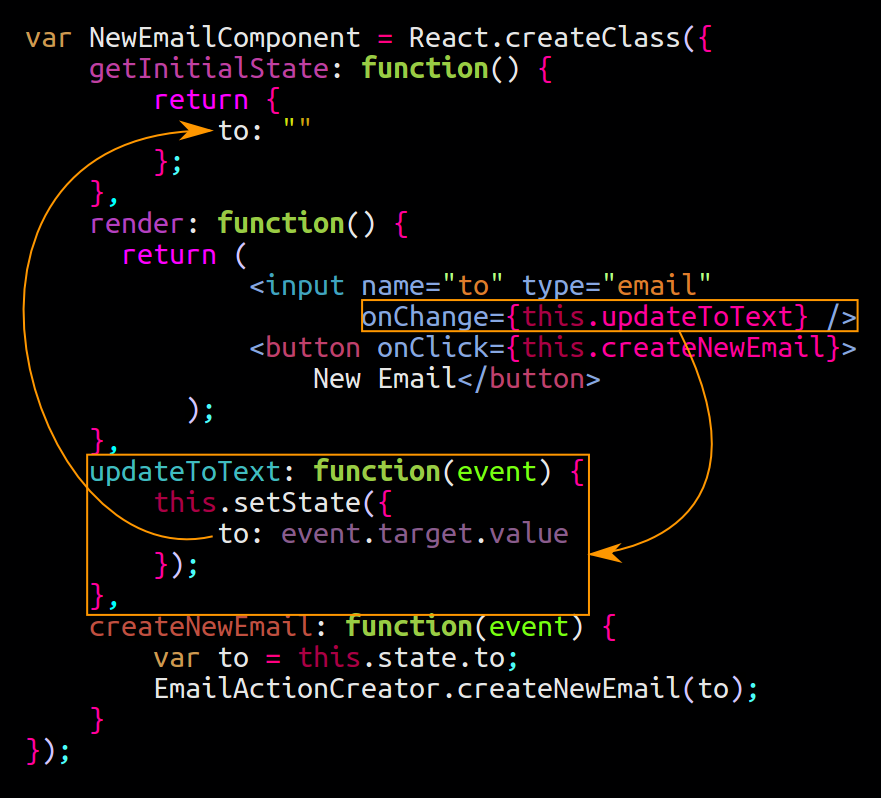 var NewEmailComponent = React.createClass({
    getInitialState: function() {
        return {
            to: ""
        };
    },
    render: function() {
      return (
              <input name="to" type="email"
                     onChange={this.updateToText} />
              <button onClick={this.createNewEmail}>
                  New Email</button>
          );
    },
    updateToText: function(event) {
        this.setState({
            to: event.target.value
        });
    },
    createNewEmail: function(event) {
        var to = this.state.to;
        EmailActionCreator.createNewEmail(to);
    }
});